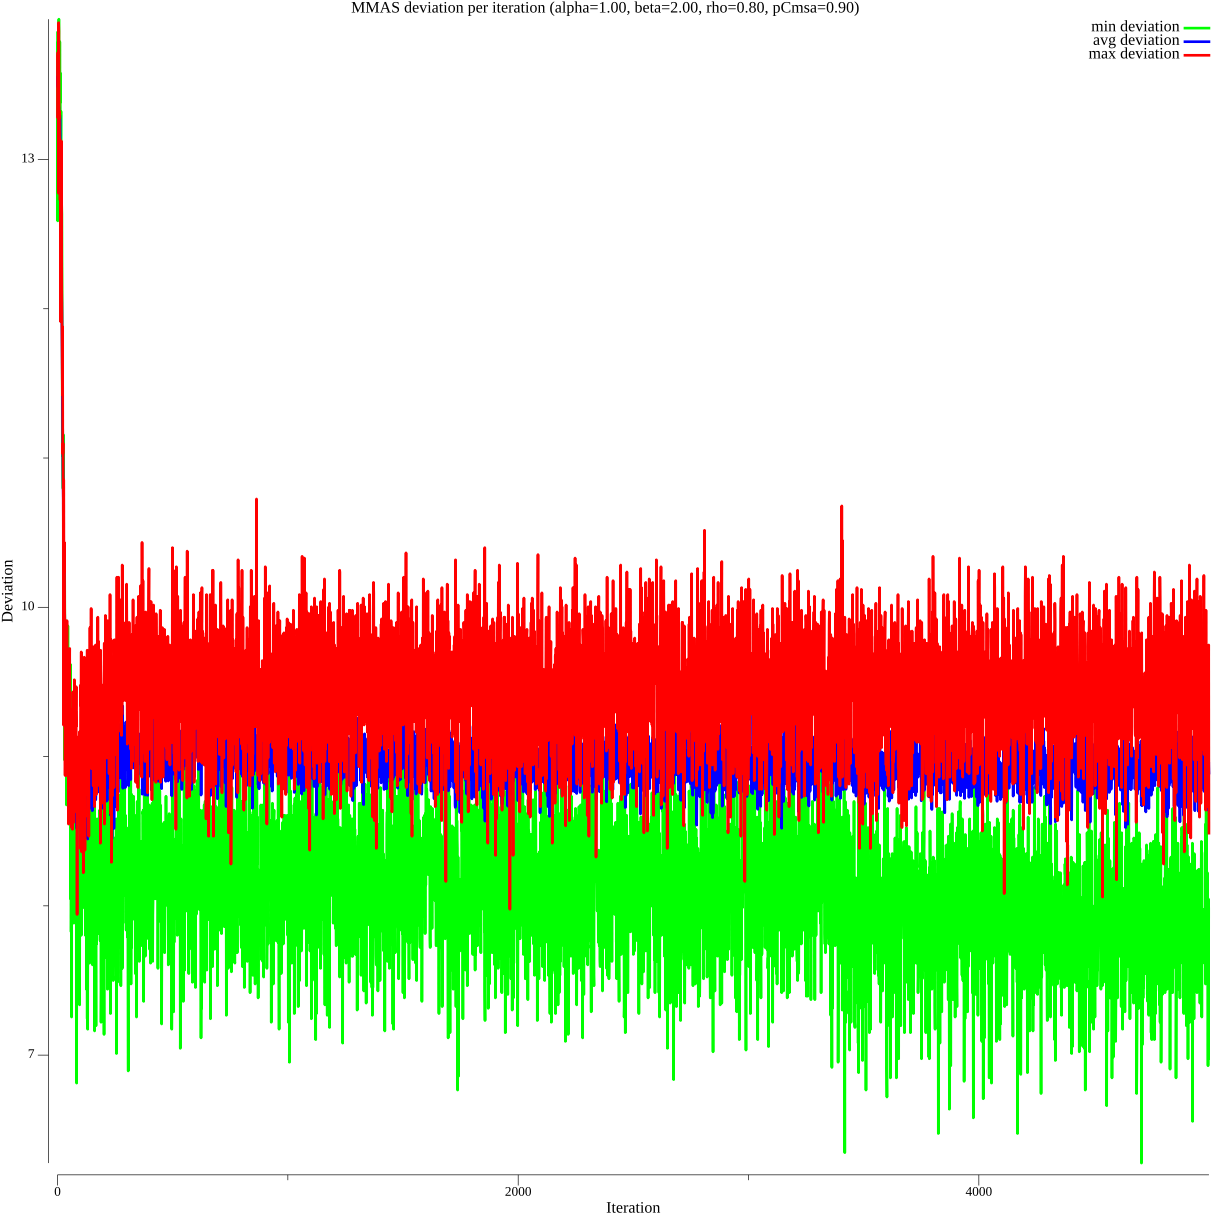 MMAS deviation per iteration (alpha=1.00, beta=2.00, rho=0.80, pCmsa=0.90)
min deviation
avg deviation
max deviation
13
10
7
Deviation
0
2000
4000
Iteration